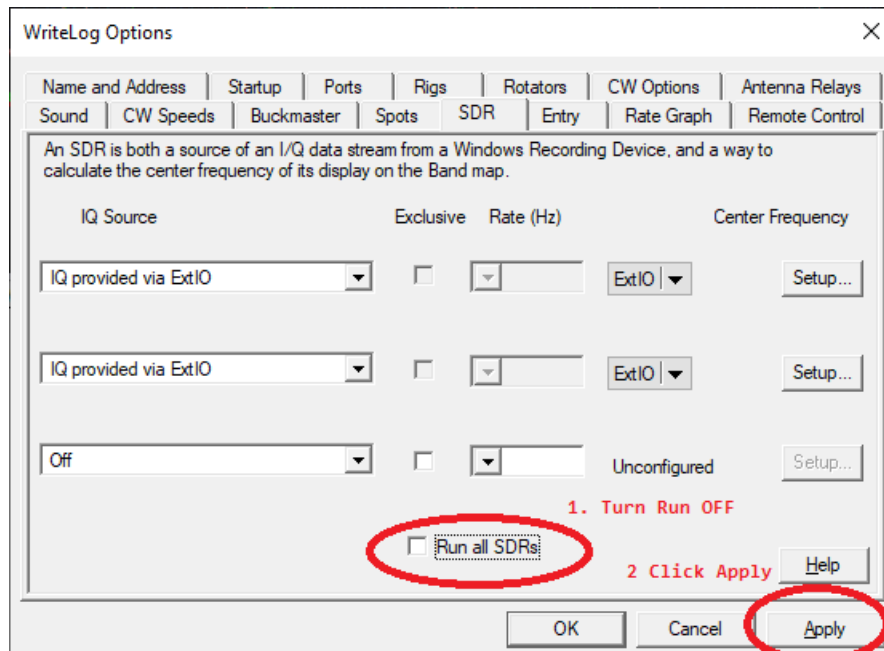 WriteLog Options
Name and Address Startup Ports Rigs Rotators CW Options Antenna Relays
Sound CW Speeds Buckmaster Spots SDR Entry Rate Graph Remote Control
An SDR is both a source of an I/Q data stream from a Windows Recording Device, and a way to
calculate the center frequency of its display on the Band map.
IQ Source Exclusive Rate (Hz) Center Frequency
IQ provided via ExtIO ExtIO Setup...
IQ provided via ExtIO ExtIO Setup...
Off Unconfigured Setup...
1. Turn Run OFF
Run all SDRs
2 Click Apply Help
OK Cancel Apply